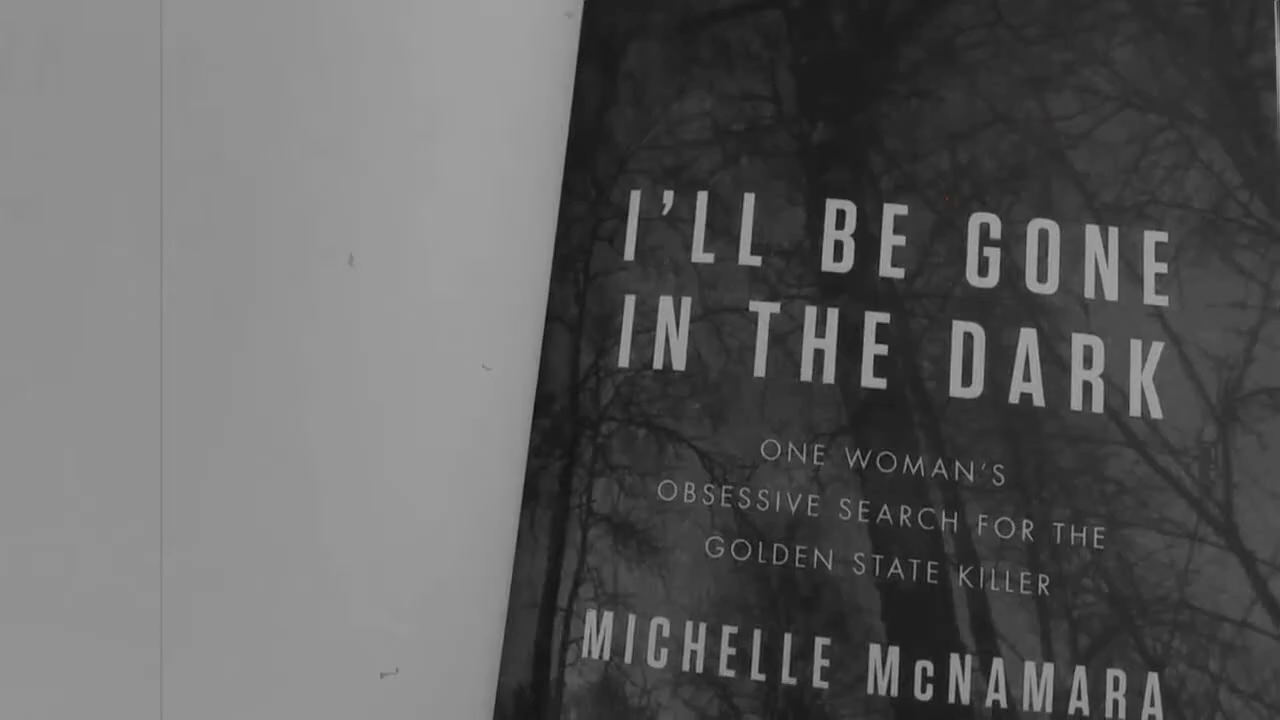 I'LL BE GONE
IN THE DARK
ONE WOMAN'S
OBSESSIVE SEARCH FOR THE
GOLDEN STATE KILLER
MICHELLE McNAMARA